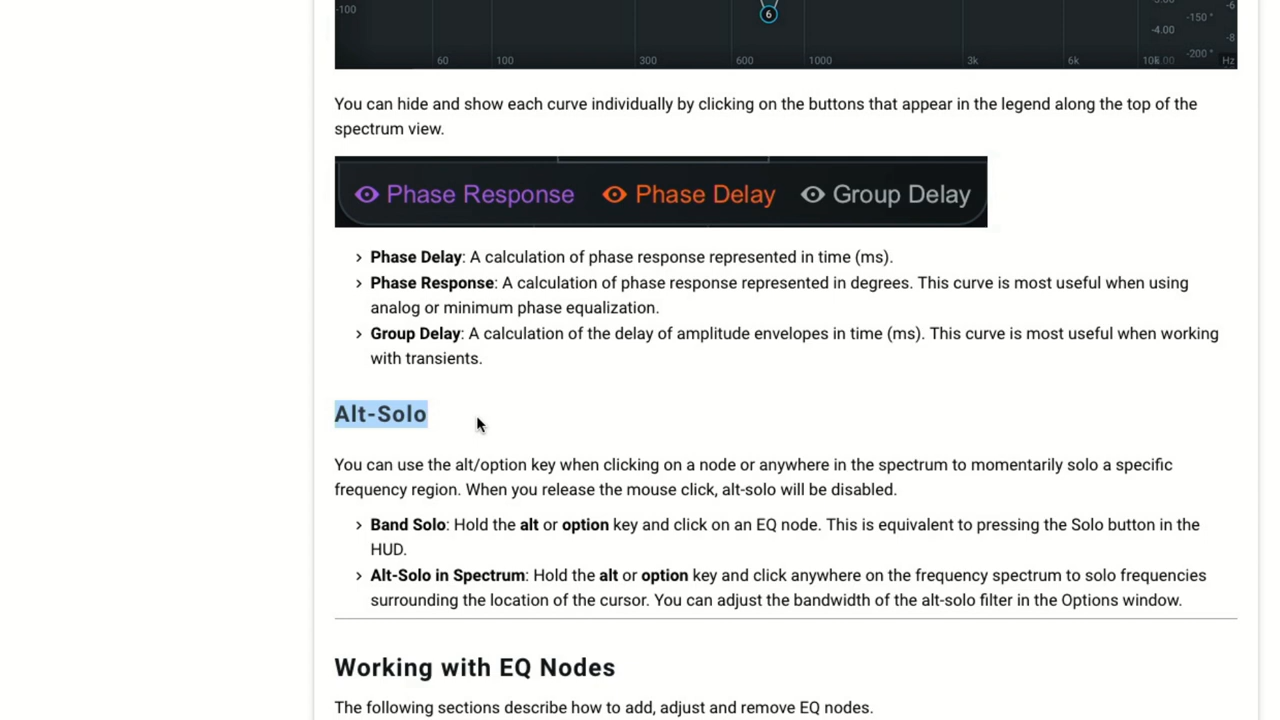 -100
6
-150 °
-6
-4.00
-8
-200 °
60
100
300
600
1000
3k
6k
Hz
You can hide and show each curve individually by clicking on the buttons that appear in the legend along the top of the
spectrum view.
Phase Response Phase Delay Group Delay
› Phase Delay: A calculation of phase response represented in time (ms).
› Phase Response: A calculation of phase response represented in degrees. This curve is most useful when using
analog or minimum phase equalization.
› Group Delay: A calculation of the delay of amplitude envelopes in time (ms). This curve is most useful when working
with transients.
Alt-Solo
You can use the alt/option key when clicking on a node or anywhere in the spectrum to momentarily solo a specific
frequency region. When you release the mouse click, alt-solo will be disabled.
› Band Solo: Hold the alt or option key and click on an EQ node. This is equivalent to pressing the Solo button in the
HUD.
› Alt-Solo in Spectrum: Hold the alt or option key and click anywhere on the frequency spectrum to solo frequencies
surrounding the location of the cursor. You can adjust the bandwidth of the alt-solo filter in the Options window.
Working with EQ Nodes
The following sections describe how to add, adjust and remove EQ nodes.